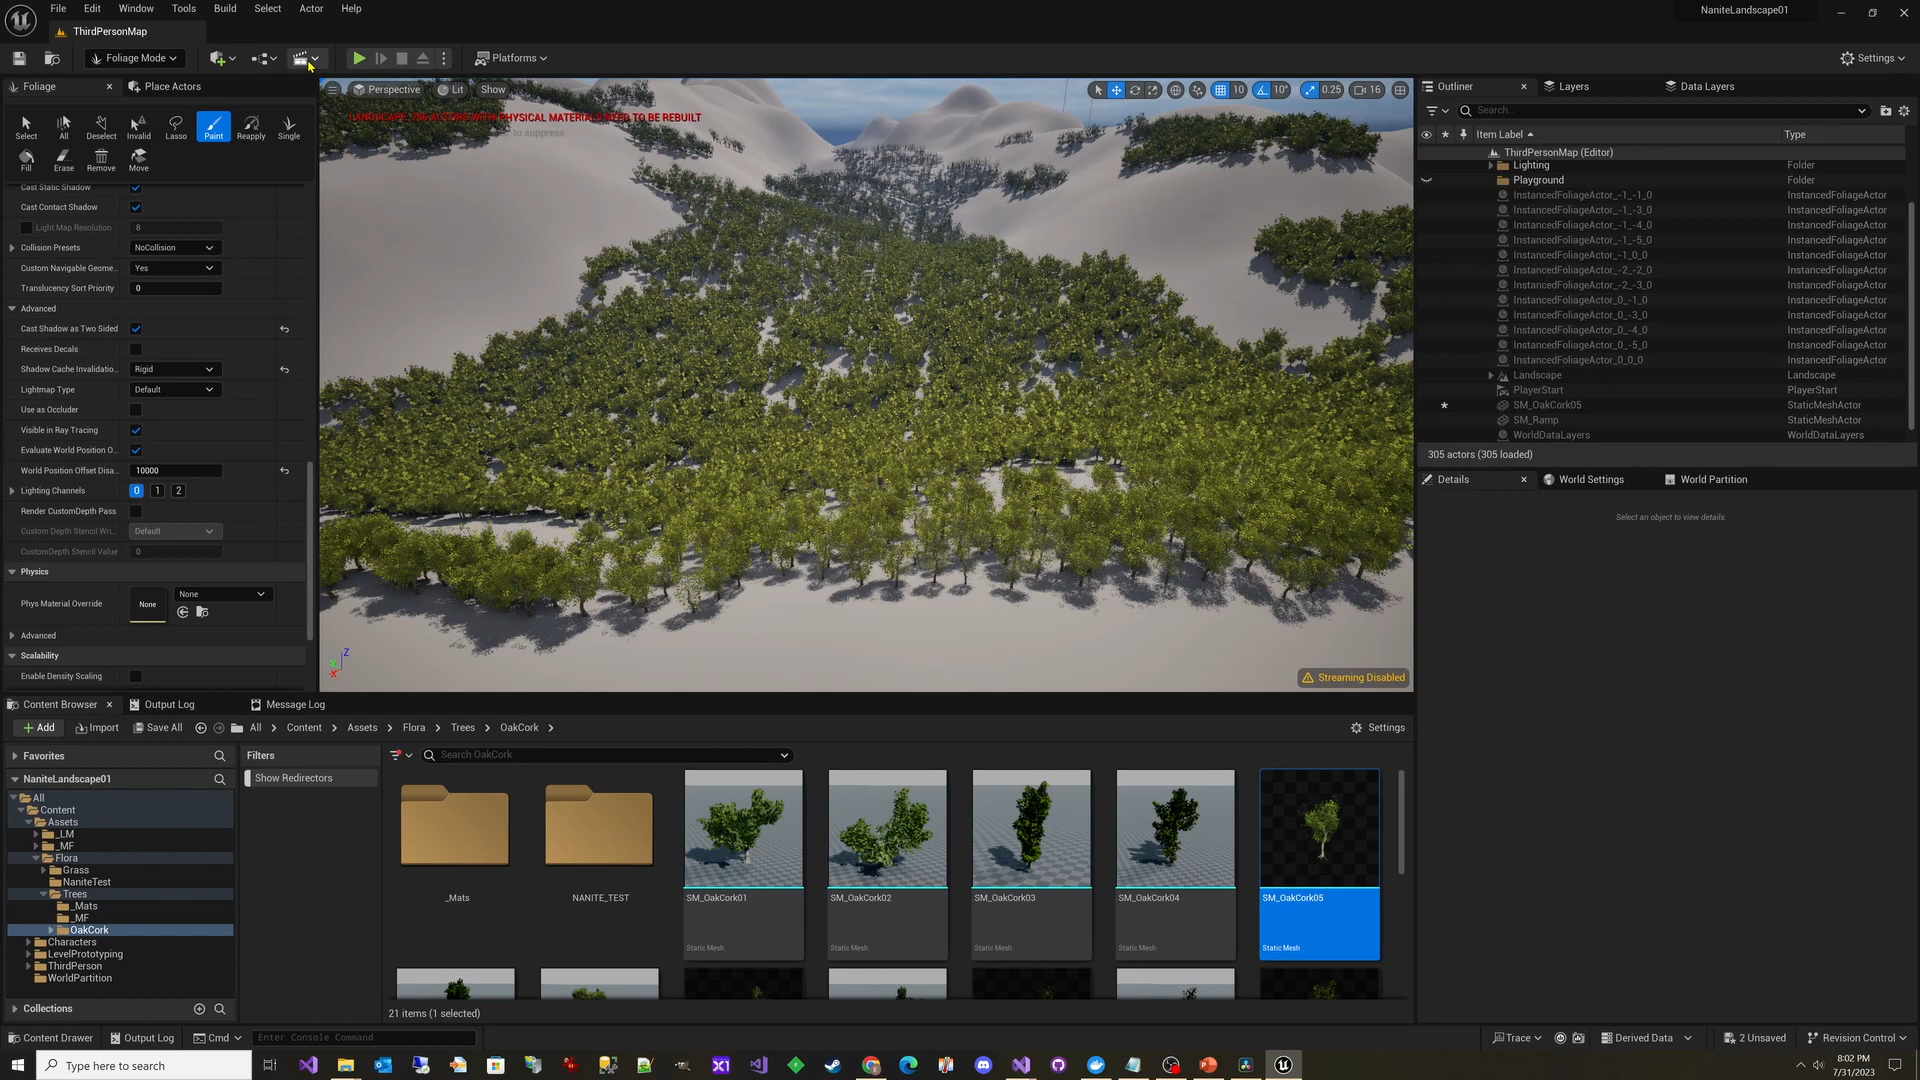 File Edit Window Tools Build Select Actor Help
NaniteLandscape01
ThirdPersonMap
Foliage Mode
Platforms
Settings
Foliage
Place Actors
Select All Deselect Invalid Lasso Paint Reapply Single
Fill Erase Remove Move
Cast Static Shadow
Cast Contact Shadow
Light Map Resolution 8
Collision Presets NoCollision
Custom Navigable Geome... Yes
Translucency Sort Priority 0
Advanced
Cast Shadow as Two Sided
Receives Decals
Shadow Cache Invalidatio... Rigid
Lightmap Type Default
Use as Occluder
Visible in Ray Tracing
Evaluate World Position O...
World Position Offset Disa... 10000
Lighting Channels 0 1 2
Render CustomDepth Pass
Custom Depth Stencil Wri... Default
CustomDepth Stencil Value 0
Physics
Phys Material Override None None
Advanced
Scalability
Enable Density Scaling
Perspective Lit Show
10 10° 0.25 16
LANDSCAPE: 256 ACTORS WITH PHYSICAL MATERIALS NEED TO BE REBUILT
to suppress
Z
X
Streaming Disabled
Outliner Layers Data Layers
Search...
Item Label Type
ThirdPersonMap (Editor)
Lighting Folder
Playground Folder
InstancedFoliageActor_-1_-1_0 InstancedFoliageActor
InstancedFoliageActor_-1_-3_0 InstancedFoliageActor
InstancedFoliageActor_-1_-4_0 InstancedFoliageActor
InstancedFoliageActor_-1_-5_0 InstancedFoliageActor
InstancedFoliageActor_-1_0_0 InstancedFoliageActor
InstancedFoliageActor_-2_-2_0 InstancedFoliageActor
InstancedFoliageActor_-2_-3_0 InstancedFoliageActor
InstancedFoliageActor_0_-1_0 InstancedFoliageActor
InstancedFoliageActor_0_-3_0 InstancedFoliageActor
InstancedFoliageActor_0_-4_0 InstancedFoliageActor
InstancedFoliageActor_0_-5_0 InstancedFoliageActor
InstancedFoliageActor_0_0_0 InstancedFoliageActor
Landscape Landscape
PlayerStart PlayerStart
SM_OakCork05 StaticMeshActor
SM_Ramp StaticMeshActor
WorldDataLayers WorldDataLayers
305 actors (305 loaded)
Details World Settings World Partition
Select an object to view details.
Content Browser Output Log Message Log
Add Import Save All All Content Assets Flora Trees OakCork Settings
Favorites
NaniteLandscape01
All
Content
Assets
_LM
_MF
Flora
Grass
NaniteTest
Trees
_Mats
_MF
OakCork
Characters
LevelPrototyping
ThirdPerson
WorldPartition
Collections
Filters
Show Redirectors
Search OakCork
_Mats
NANITE_TEST
SM_OakCork01
Static Mesh
SM_OakCork02
Static Mesh
SM_OakCork03
Static Mesh
SM_OakCork04
Static Mesh
SM_OakCork05
Static Mesh
21 items (1 selected)
Content Drawer Output Log Cmd Enter Console Command
Trace Derived Data 2 Unsaved Revision Control
Type here to search
8:02 PM
7/31/2023